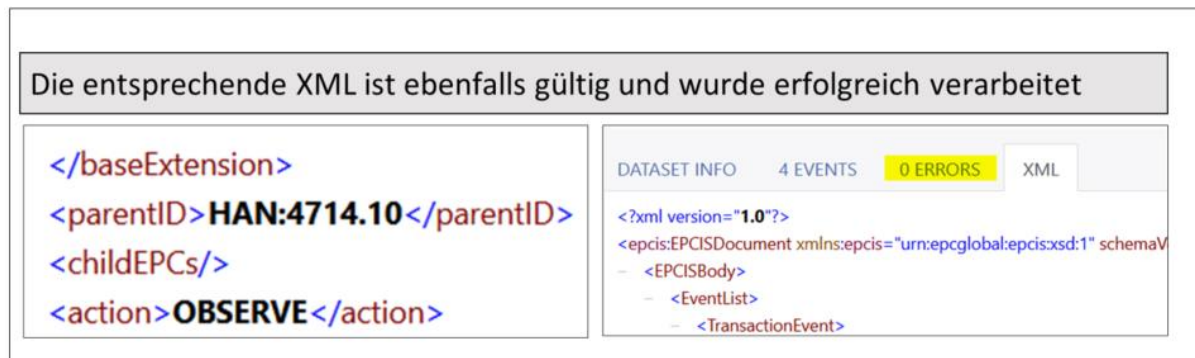 Die entsprechende XML ist ebenfalls gültig und wurde erfolgreich verarbeitet
</baseExtension>
<parentID>HAN:4714.10</parentID>
<childEPCs/>
<action>OBSERVE</action>
DATASET INFO 4 EVENTS 0 ERRORS XML
<?xml version="1.0"?>
<epcis:EPCISDocument xmlns:epcis="urn:epcglobal:epcis:xsd:1" schemaV
– <EPCISBody>
– <EventList>
– <TransactionEvent>